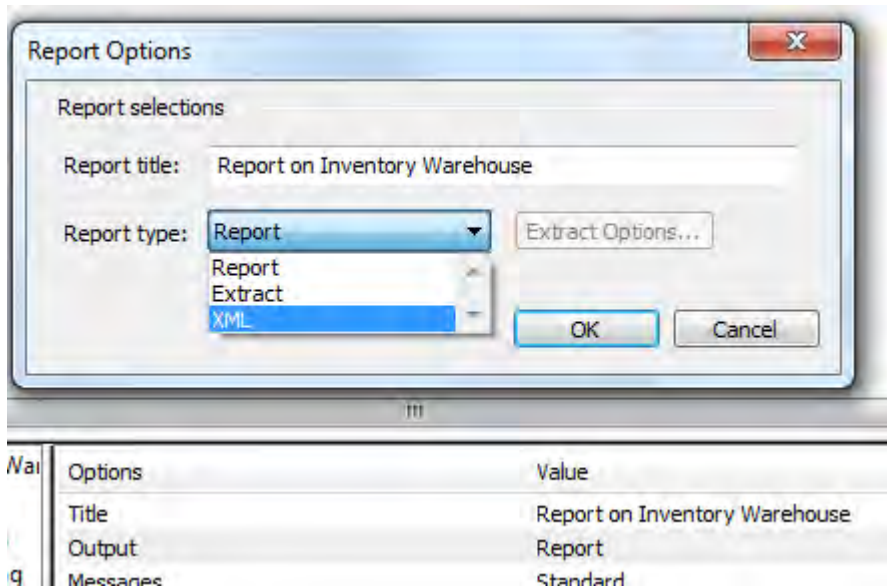 Report Options
Report selections
Report title: Report on Inventory Warehouse
Report type: Report Extract Options...
Report
Extract
XML
OK Cancel
Options Value
Title Report on Inventory Warehouse
Output Report
Messages Standard